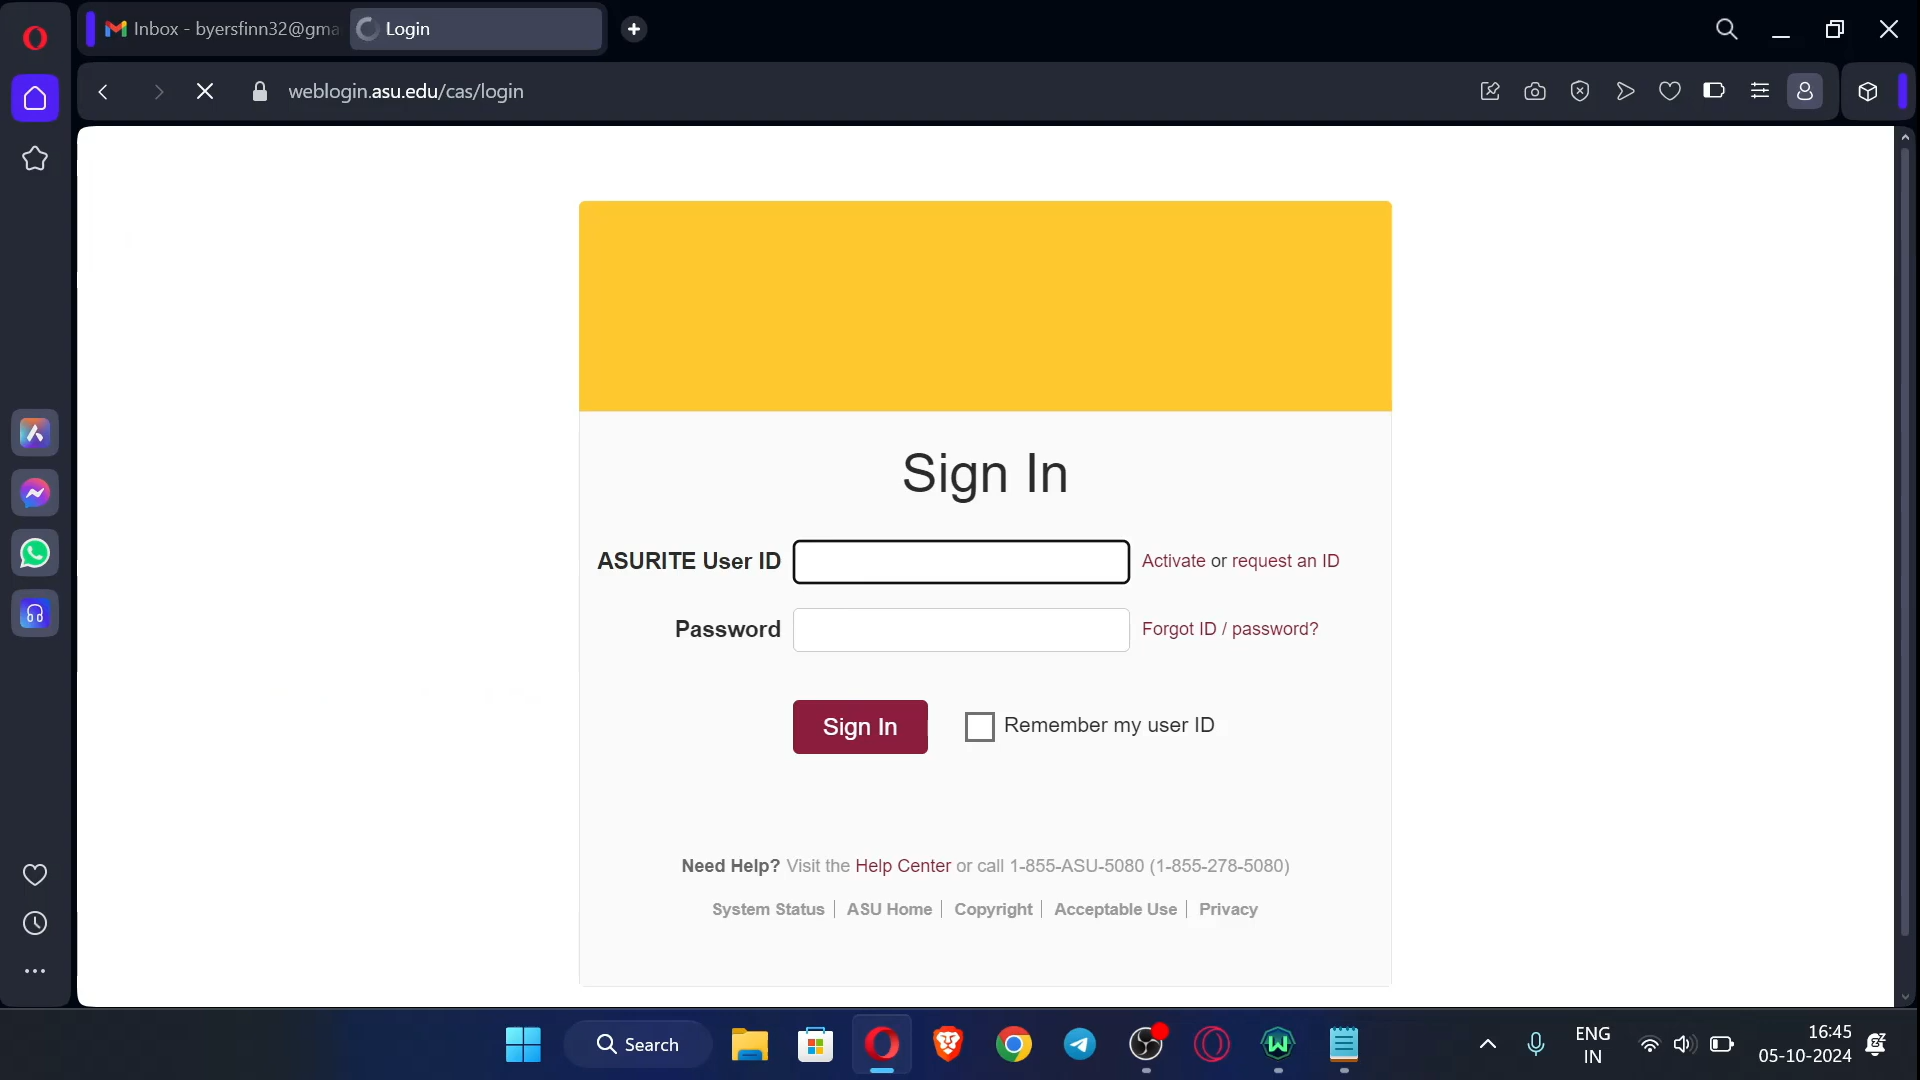 Inbox - byersfinn32@gma
Login
weblogin.asu.edu/cas/login
Sign In
ASURITE User ID
Activate or request an ID
Password
Forgot ID / password?
Sign In
Remember my user ID
Need Help? Visit the Help Center or call 1-855-ASU-5080 (1-855-278-5080)
System Status
ASU Home
Copyright
Acceptable Use
Privacy
Search
ENG
IN
16:45
05-10-2024